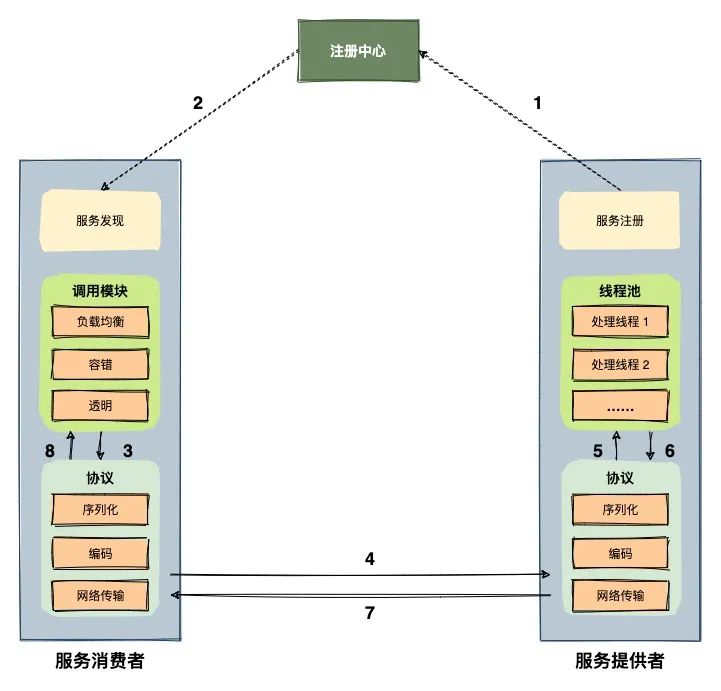 注册中心
2
1
服务发现
调用模块
负载均衡
容错
透明
8
3
协议
序列化
编码
网络传输
服务消费者
4
7
服务注册
线程池
处理线程 1
处理线程 2
......
5
6
协议
序列化
编码
网络传输
服务提供者